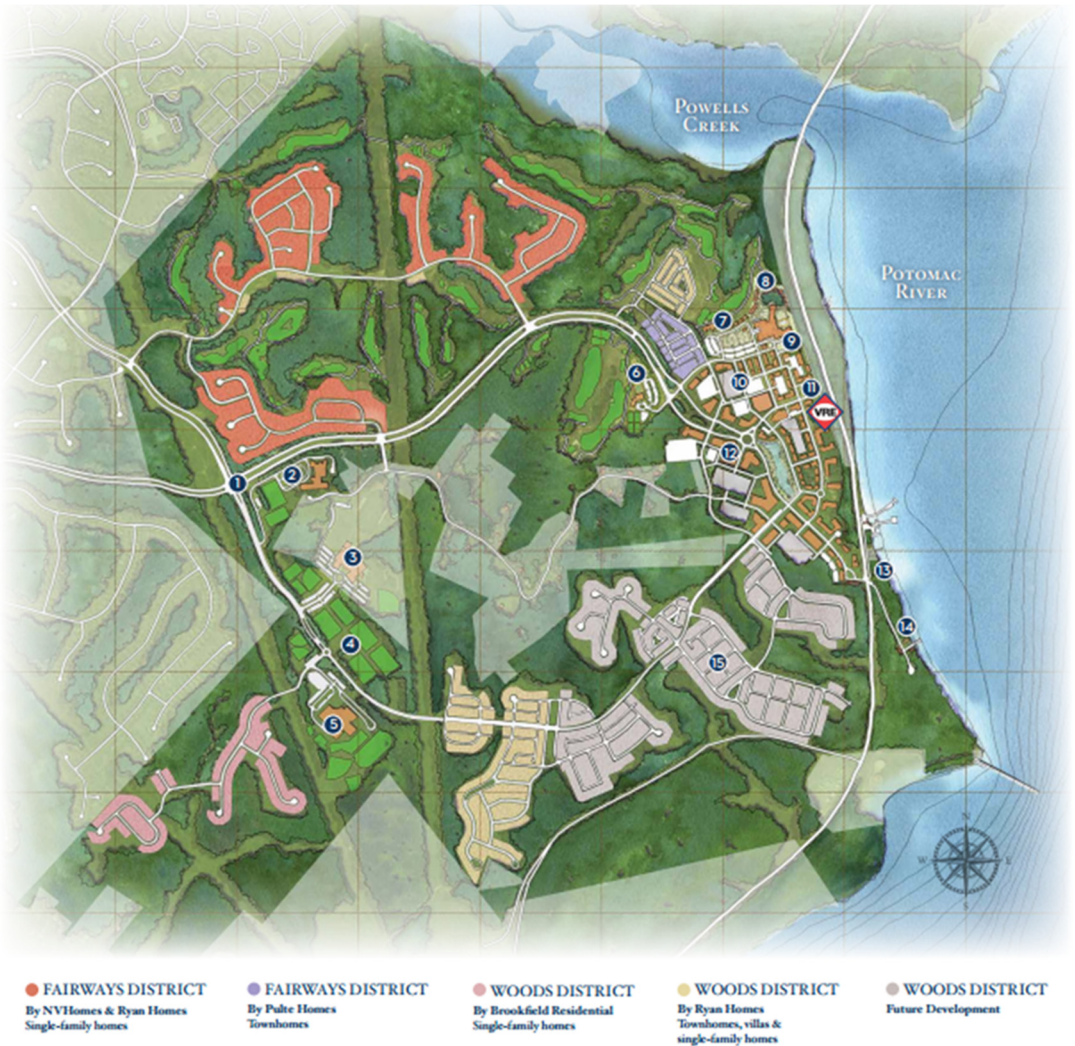 POWELLS
CREEK
POTOMAC
RIVER
8
7
9
6
10
11
VRE
12
2
1
3
13
14
4
15
5
N
W E
S
FAIRWAYS DISTRICT
By NVHomes & Ryan Homes
Single-family homes
FAIRWAYS DISTRICT
By Pulte Homes
Townhomes
WOODS DISTRICT
By Brookfield Residential
Single-family homes
WOODS DISTRICT
By Ryan Homes
Townhomes, villas &
single-family homes
WOODS DISTRICT
Future Development